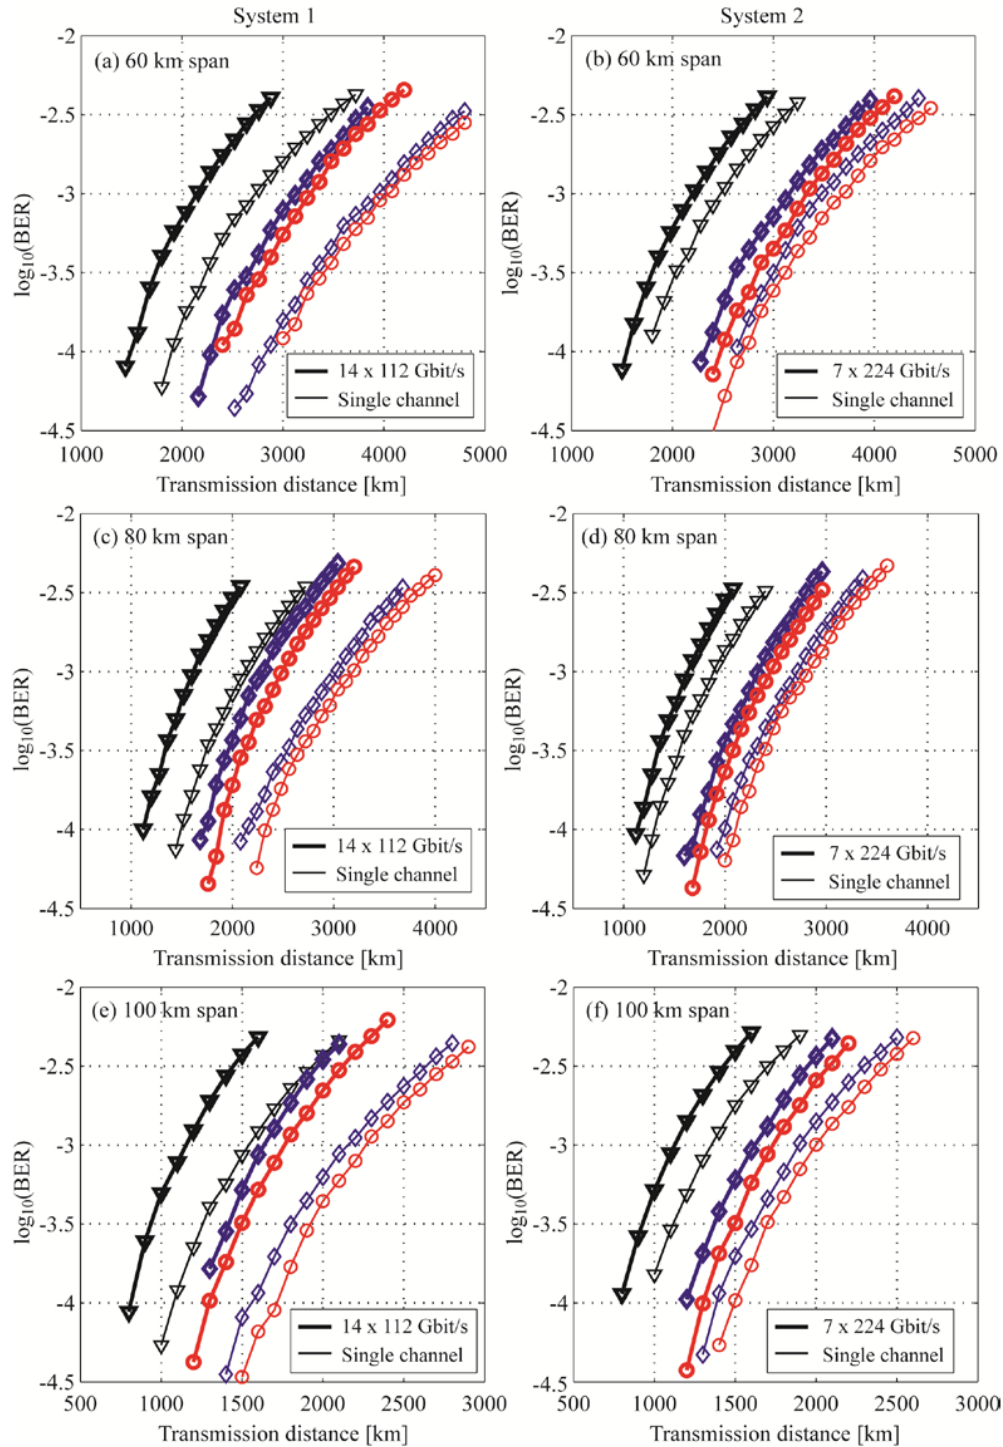 System 1
System 2
(a) 60 km span
-2
-2.5
-3
-3.5
-4
-4.5
log10(BER)
14 x 112 Gbit/s
Single channel
1000 2000 3000 4000 5000
Transmission distance [km]
(b) 60 km span
-2
-2.5
-3
-3.5
-4
-4.5
log10(BER)
7 x 224 Gbit/s
Single channel
1000 2000 3000 4000 5000
Transmission distance [km]
(c) 80 km span
-2
-2.5
-3
-3.5
-4
-4.5
log10(BER)
14 x 112 Gbit/s
Single channel
1000 2000 3000 4000
Transmission distance [km]
(d) 80 km span
-2
-2.5
-3
-3.5
-4
-4.5
log10(BER)
7 x 224 Gbit/s
Single channel
1000 2000 3000 4000
Transmission distance [km]
(e) 100 km span
-2
-2.5
-3
-3.5
-4
-4.5
log10(BER)
14 x 112 Gbit/s
Single channel
500 1000 1500 2000 2500 3000
Transmission distance [km]
(f) 100 km span
-2
-2.5
-3
-3.5
-4
-4.5
log10(BER)
7 x 224 Gbit/s
Single channel
500 1000 1500 2000 2500 3000
Transmission distance [km]